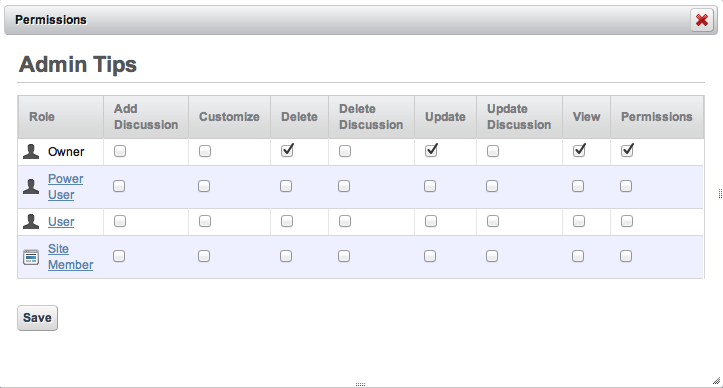 Permissions
Admin Tips
Role Add Discussion Customize Delete Delete Discussion Update Update Discussion View Permissions
Owner
Power
User
User
Site
Member
Save